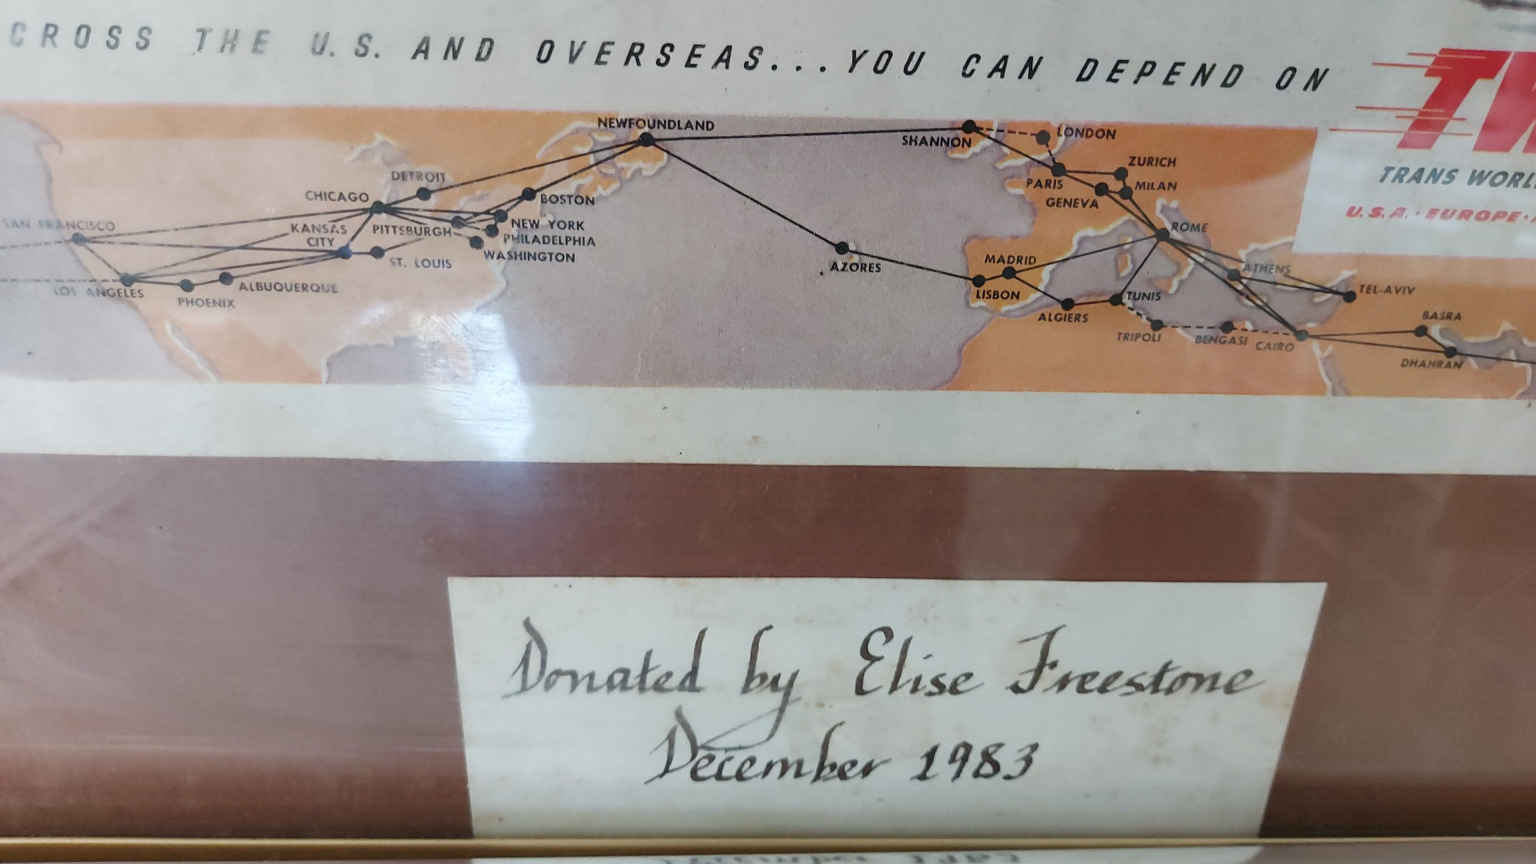 CROSS THE U.S. AND OVERSEAS...YOU CAN DEPEND ON
TRANS
U.S.A. · EUROPE ·
NEWFOUNDLAND
SHANNON
LONDON
ZURICH
PARIS
MILAN
GENEVA
DETROIT
CHICAGO
BOSTON
SAN FRANCISCO
KANSAS
CITY
PITTSBURGH
NEW YORK
PHILADELPHIA
WASHINGTON
ST. LOUIS
ROME
AZORES
MADRID
LISBON
ATHENS
TEL-AVIV
LOS ANGELES
PHOENIX
ALBUQUERQUE
ALGIERS
TUNIS
TRIPOLI
BENGASI
CAIRO
BASRA
DHAHRAN
Donated by Elise Freestone
December 1983